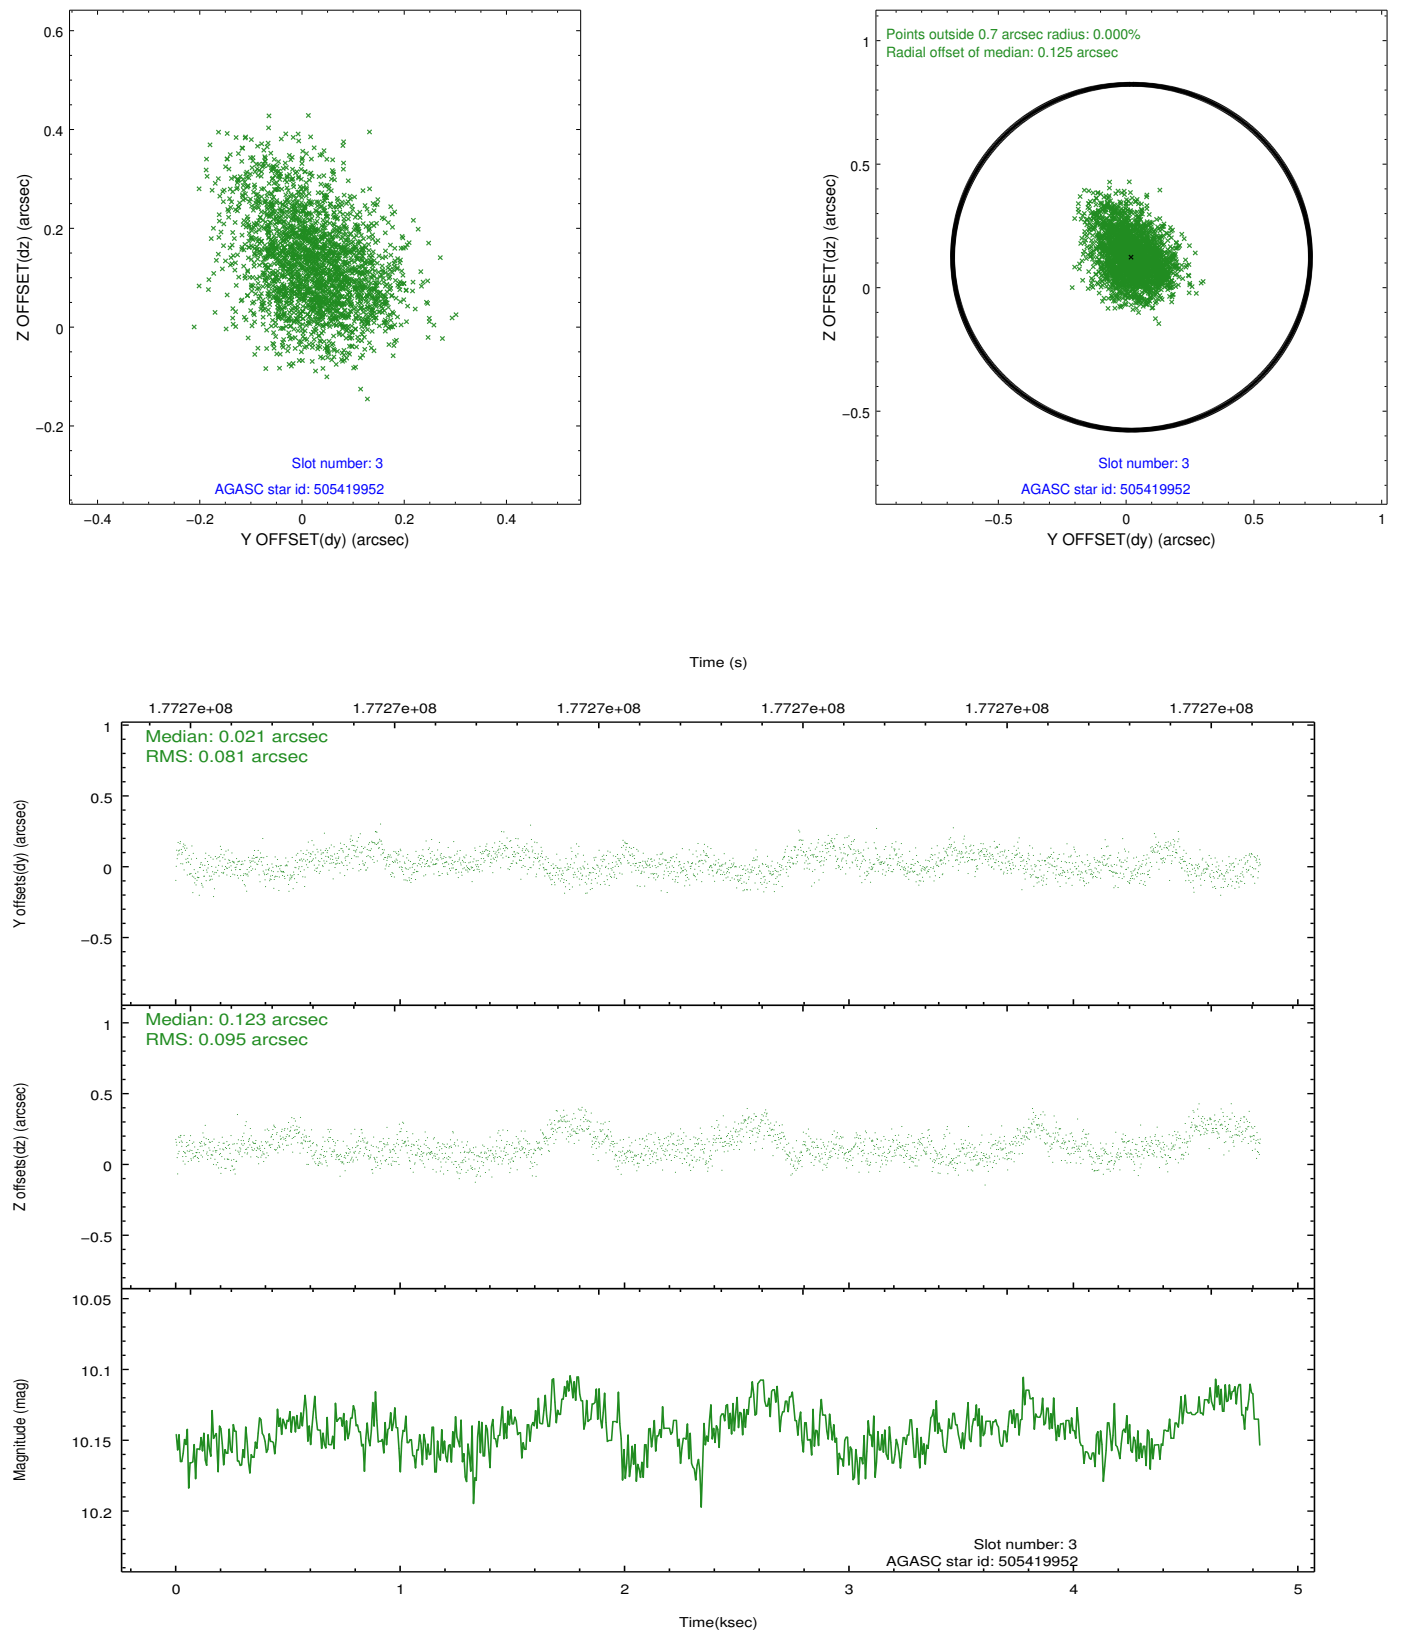 0.6
0.4
0.2
0
−0.2
Z OFFSET(dz) (arcsec)
Slot number: 3
AGASC star id: 505419952
−0.4
−0.2
0
0.2
0.4
Y OFFSET(dy) (arcsec)
Points outside 0.7 arcsec radius: 0.000%
Radial offset of median: 0.125 arcsec
1
0.5
0
−0.5
Z OFFSET(dz) (arcsec)
Slot number: 3
AGASC star id: 505419952
−0.5
0
0.5
1
Y OFFSET(dy) (arcsec)
Time (s)
1.7727e+08
1.7727e+08
1.7727e+08
1.7727e+08
1.7727e+08
1.7727e+08
Median: 0.021 arcsec
RMS: 0.081 arcsec
1
0.5
0
−0.5
Y offsets(dy) (arcsec)
Median: 0.123 arcsec
RMS: 0.095 arcsec
1
0.5
0
−0.5
Z offsets(dz) (arcsec)
10.05
10.1
10.15
10.2
Magnitude (mag)
Slot number: 3
AGASC star id: 505419952
0
1
2
3
4
5
Time(ksec)